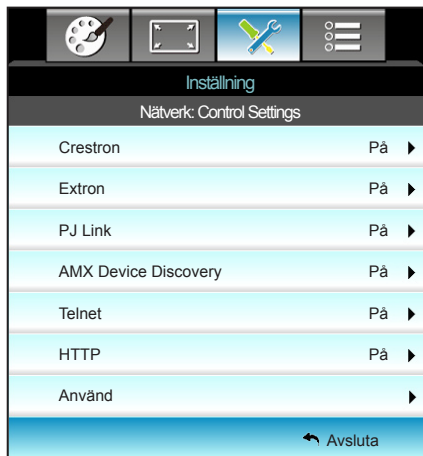 Inställning
Nätverk: Control Settings
Crestron På
Extron På
PJ Link På
AMX Device Discovery På
Telnet På
HTTP På
Använd
Avsluta